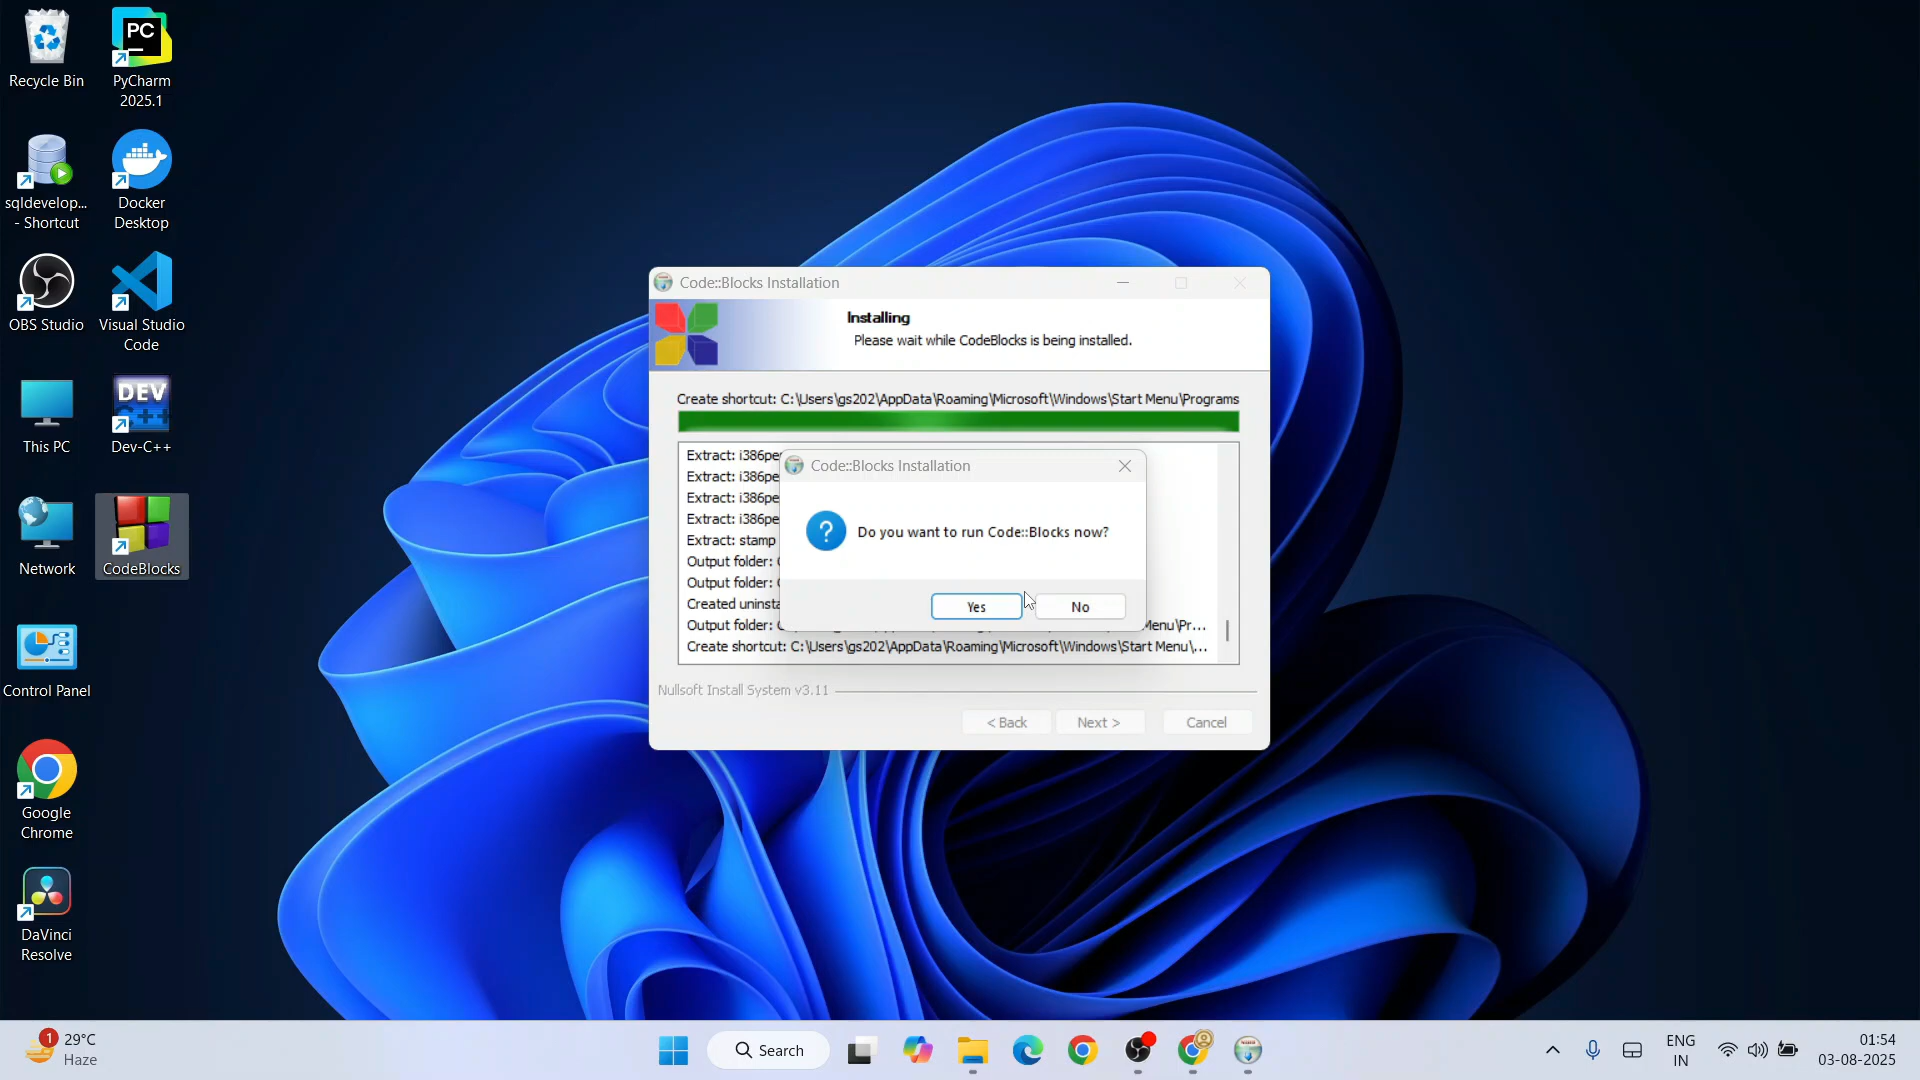 Recycle Bin
PC
PyCharm
2025.1
sqldevelop...
- Shortcut
Docker
Desktop
OBS Studio
Visual Studio
Code
This PC
DEV
C++
Dev-C++
Network
CodeBlocks
Control Panel
Google
Chrome
DaVinci
Resolve
Code::Blocks Installation
Installing
Please wait while CodeBlocks is being installed.
Create shortcut: C:\Users\gs202\AppData\Roaming\Microsoft\Windows\Start Menu\Programs
Extract: i386pe
Extract: i386pe
Extract: i386pe
Extract: i386pe
Extract: stamp
Output folder:
Output folder:
Created uninsta
Output folder: Menu\Pr...
Create shortcut: C:\Users\gs202\AppData\Roaming\Microsoft\Windows\Start Menu\...
Code::Blocks Installation
?
Do you want to run Code::Blocks now?
Yes
No
Nullsoft Install System v3.11
< Back
Next >
Cancel
1
29°C
Haze
Search
ENG
IN
01:54
03-08-2025